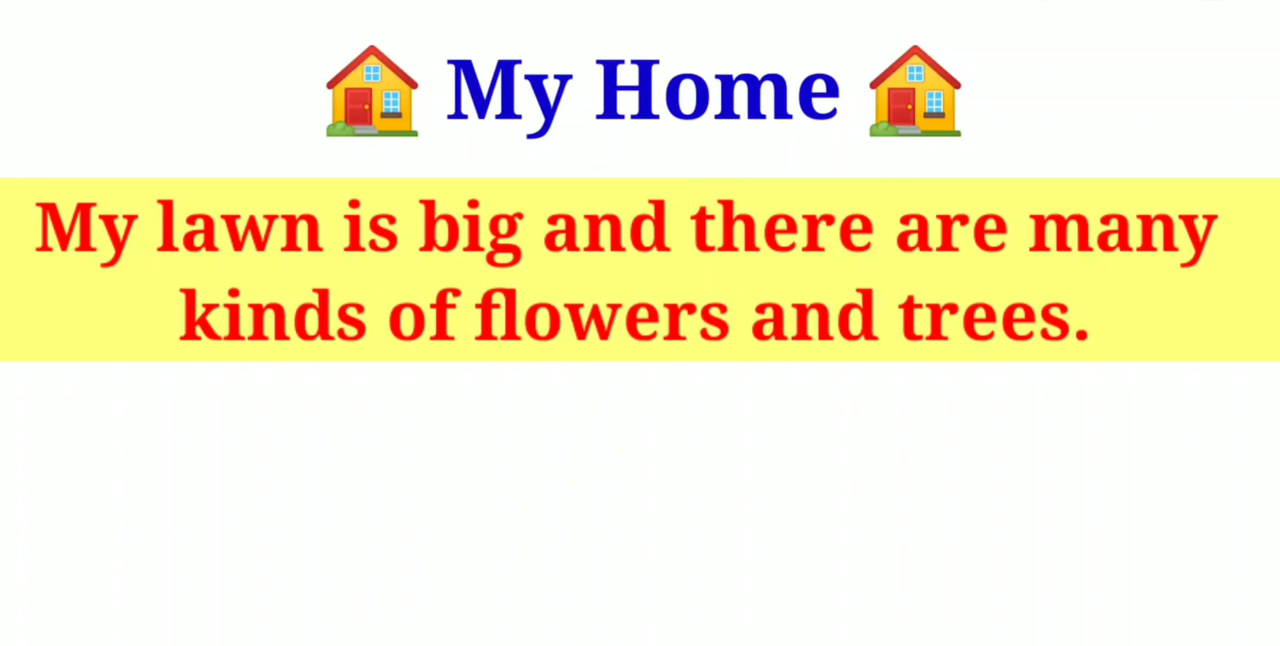 My Home
My lawn is big and there are many
kinds of flowers and trees.